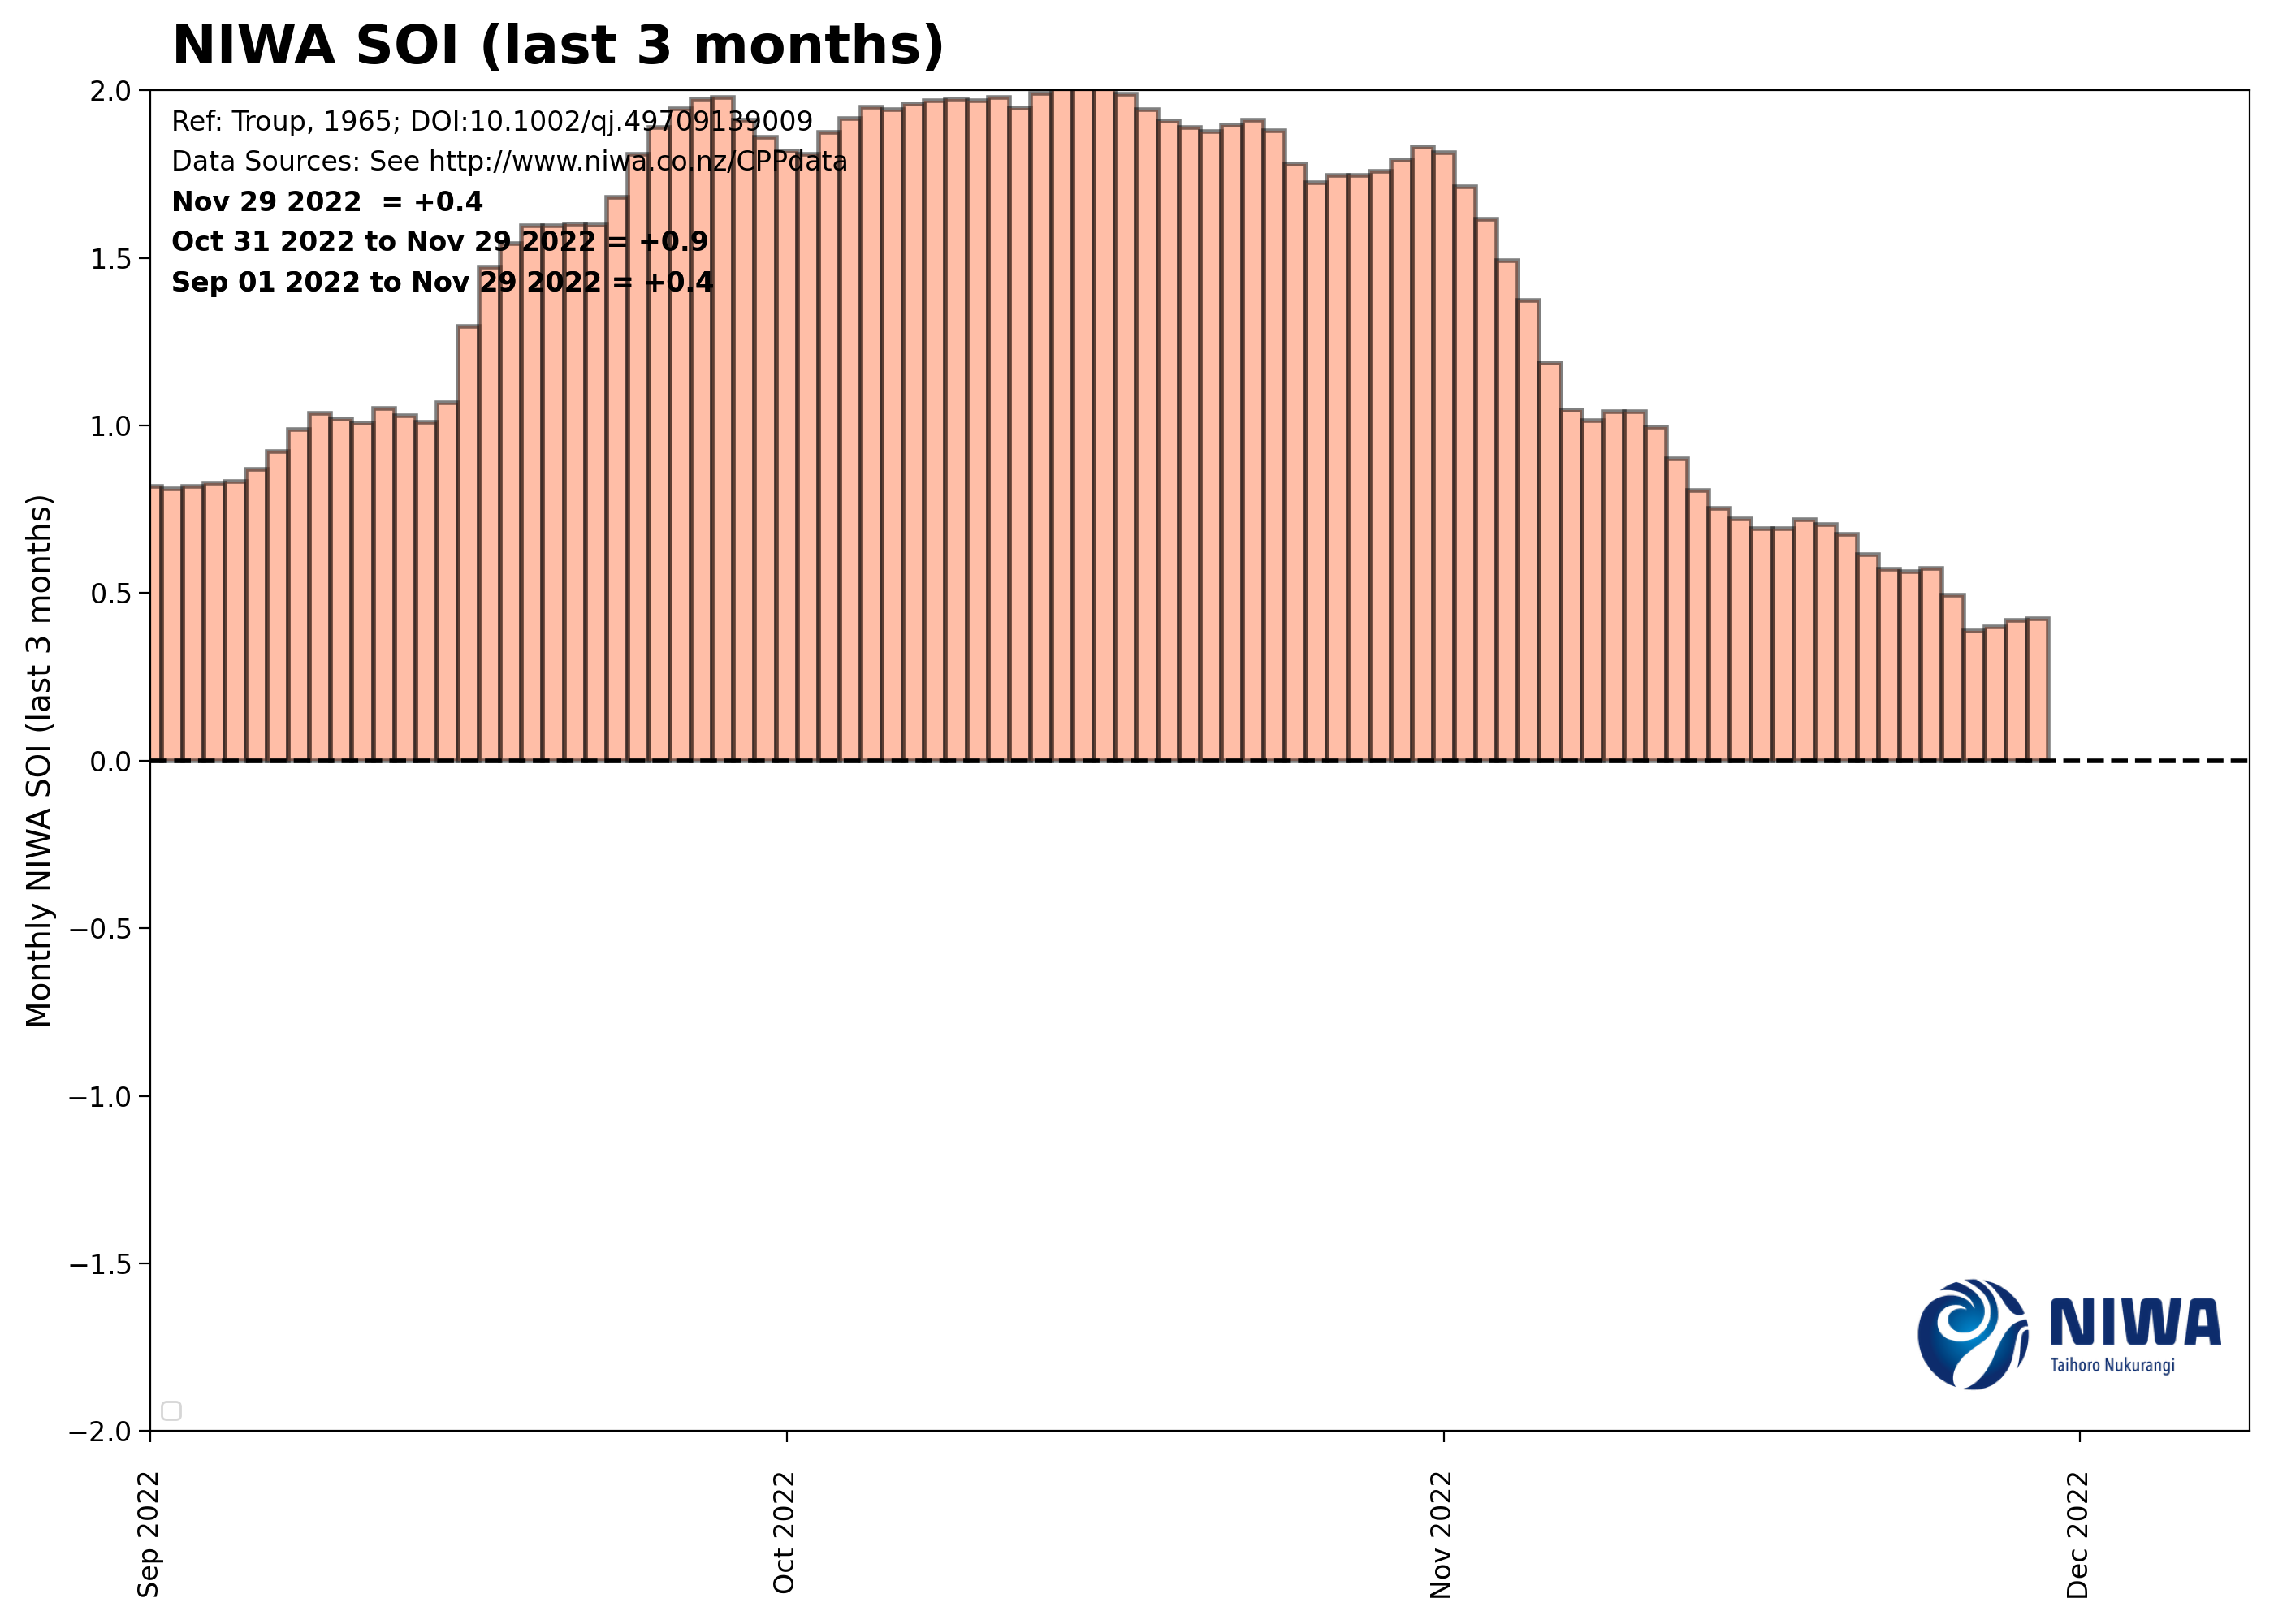 NIWA SOI (last 3 months)
Ref: Troup, 1965; DOI:10.1002/qj.49709139009
Data Sources: See http://www.niwa.co.nz/CPPdata
Nov 29 2022  = +0.4
Oct 31 2022 to Nov 29 2022 = +0.9
Sep 01 2022 to Nov 29 2022 = +0.4
Monthly NIWA SOI (last 3 months)
2.0
1.5
1.0
0.5
0.0
−0.5
−1.0
−1.5
−2.0
NIWA
Taihoro Nukurangi
Sep 2022
Oct 2022
Nov 2022
Dec 2022